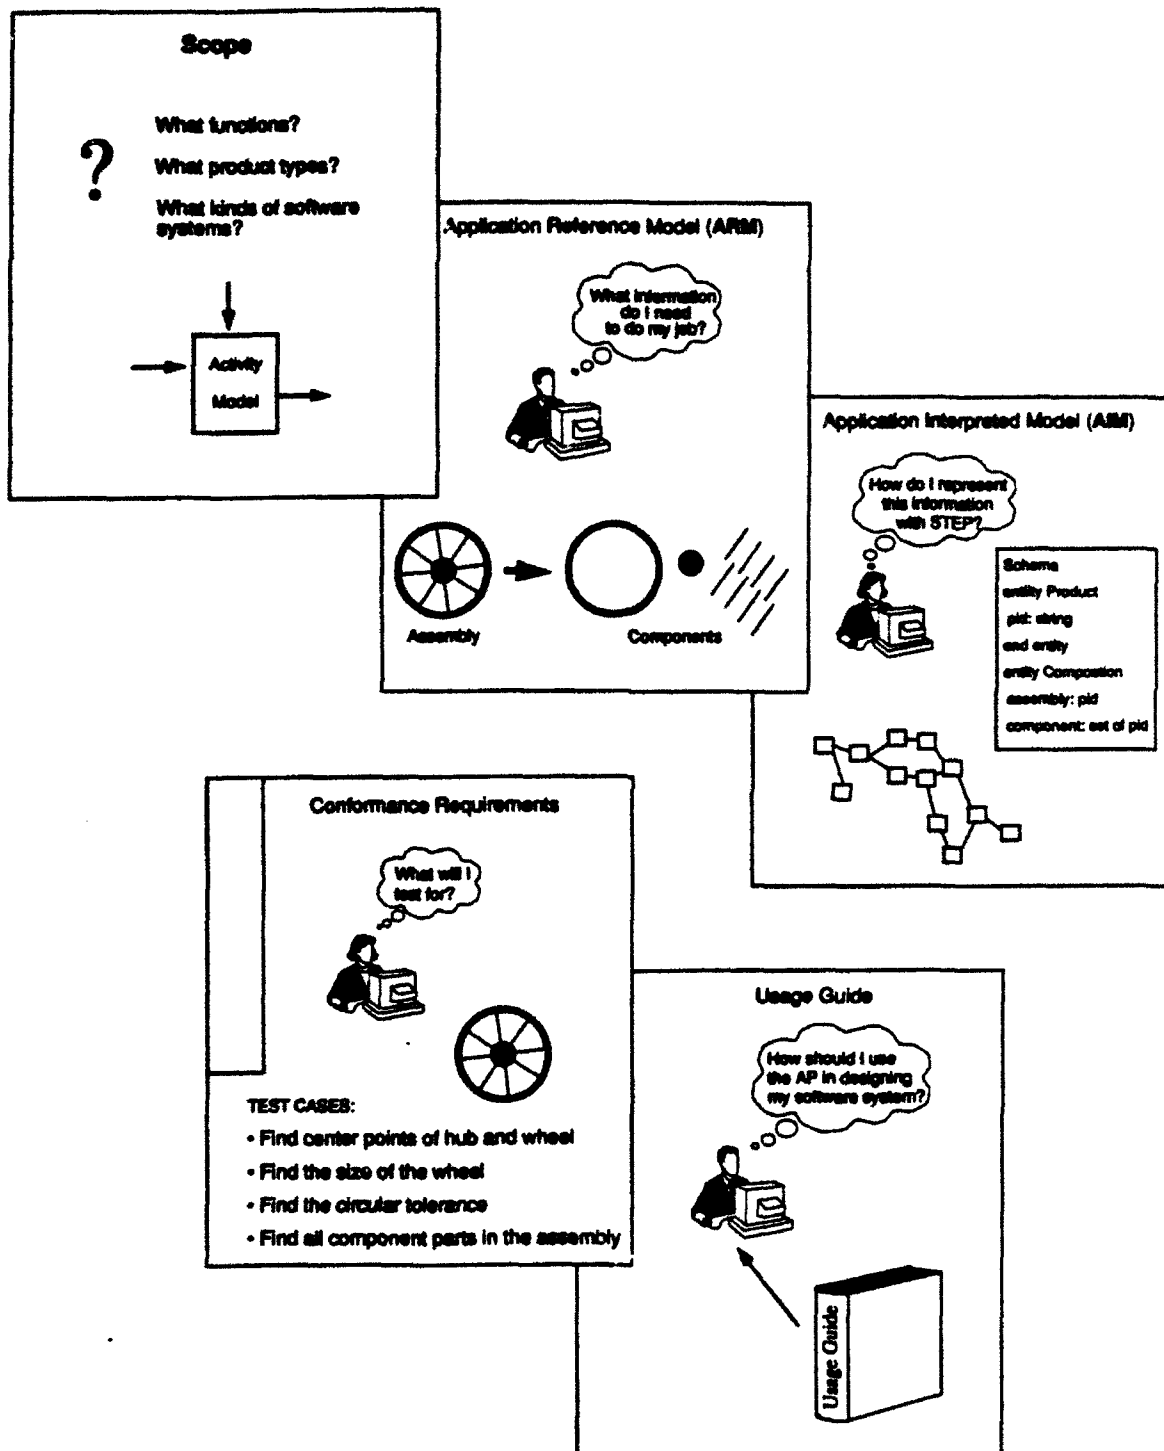 Scope
What functions?
What product types?
What kinds of software
systems?
Activity
Model
Application Reference Model (ARM)
What information
do I need
to do my job?
Assembly
Components
Application Interpreted Model (AIM)
How do I represent
this information
with STEP?
Schema
entity Product
pid: string
end entity
entity Compostion
assembly: pid
component: set of pid
Conformance Requirements
What will I
test for?
TEST CASES:
• Find center points of hub and wheel
• Find the size of the wheel
• Find the circular tolerance
• Find all component parts in the assembly
Usage Guide
How should I use
the AP in designing
my software system?
Usage Guide